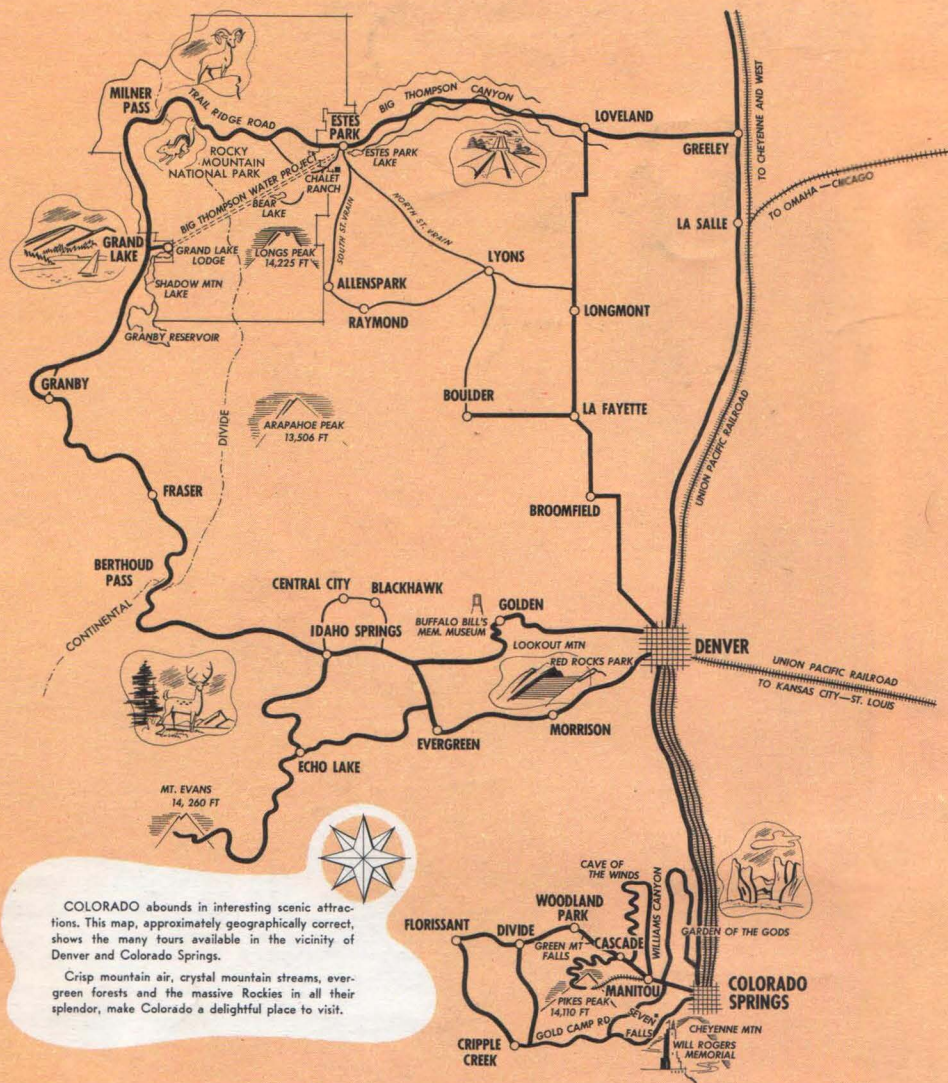 MILNER
PASS
TRAIL RIDGE ROAD
ESTES
PARK
BIG THOMPSON CANYON
LOVELAND
GREELEY
TO CHEYENNE AND WEST
TO OMAHA—CHICAGO
ROCKY
MOUNTAIN
NATIONAL PARK
ESTES PARK
LAKE
CHALET
RANCH
BIG THOMPSON WATER PROJECT
BEAR
LAKE
SOUTH ST. VRAIN
NORTH ST. VRAIN
LA SALLE
GRAND
LAKE
GRAND LAKE
LODGE
LONGS PEAK
14,225 FT
LYONS
SHADOW MTN
LAKE
ALLENSPARK
RAYMOND
LONGMONT
GRANBY RESERVOIR
GRANBY
BOULDER
LA FAYETTE
ARAPAHOE PEAK
13,506 FT
DIVIDE
UNION PACIFIC RAILROAD
FRASER
BROOMFIELD
BERTHOUD
PASS
CONTINENTAL
CENTRAL CITY
BLACKHAWK
IDAHO SPRINGS
BUFFALO BILL'S
MEM. MUSEUM
GOLDEN
LOOKOUT MTN
RED ROCKS PARK
DENVER
UNION PACIFIC RAILROAD
TO KANSAS CITY—ST. LOUIS
MORRISON
EVERGREEN
ECHO LAKE
MT. EVANS
14, 260 FT
COLORADO abounds in interesting scenic attrac-
tions. This map, approximately geographically correct,
shows the many tours available in the vicinity of
Denver and Colorado Springs.
Crisp mountain air, crystal mountain streams, ever-
green forests and the massive Rockies in all their
splendor, make Colorado a delightful place to visit.
CAVE OF
THE WINDS
WILLIAMS CANYON
WOODLAND
PARK
FLORISSANT
DIVIDE
GREEN MT
FALLS
CASCADE
GARDEN OF THE GODS
MANITOU
COLORADO
SPRINGS
PIKES PEAK
14,110 FT
GOLD CAMP RD
SEVEN
FALLS
CRIPPLE
CREEK
CHEYENNE MTN
WILL ROGERS
MEMORIAL